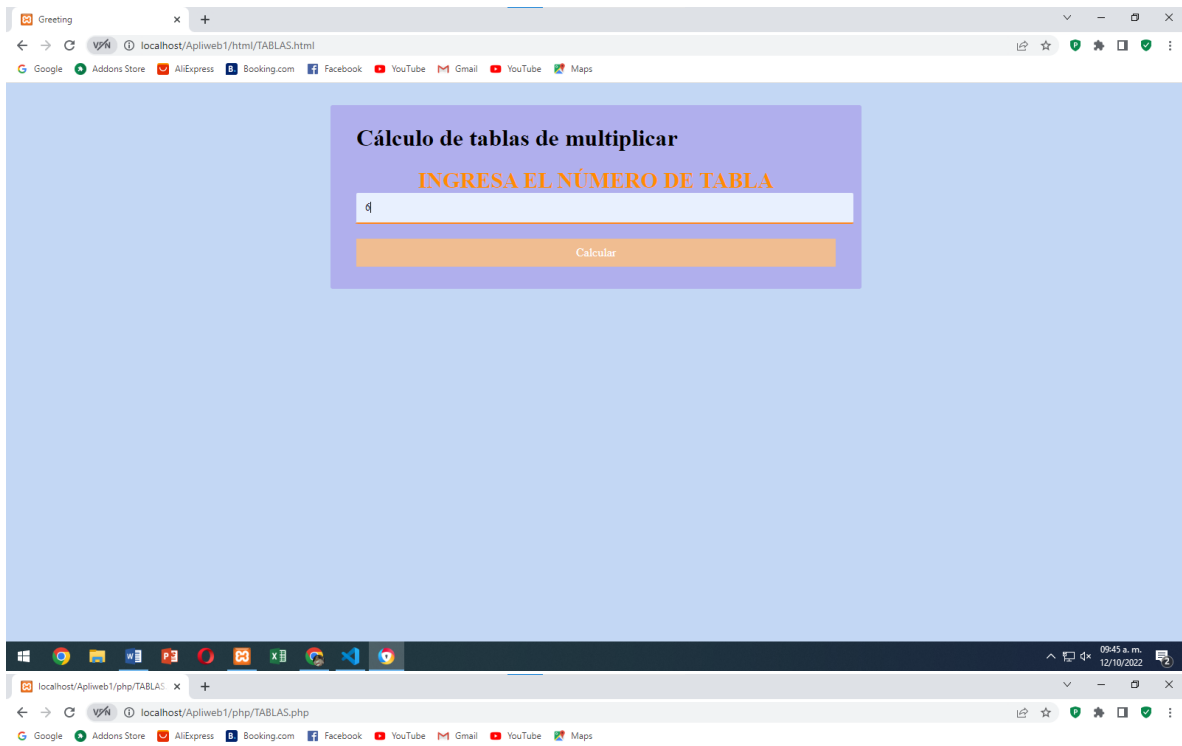 Greeting
localhost/Apliweb1/html/TABLAS.html
Google Addons Store AliExpress Booking.com Facebook YouTube Gmail YouTube Maps
Cálculo de tablas de multiplicar
INGRESA EL NÚMERO DE TABLA
6
Calcular
09:45 a. m.
12/10/2022
localhost/Apliweb1/php/TABLAS
localhost/Apliweb1/php/TABLAS.php
Google Addons Store AliExpress Booking.com Facebook YouTube Gmail YouTube Maps